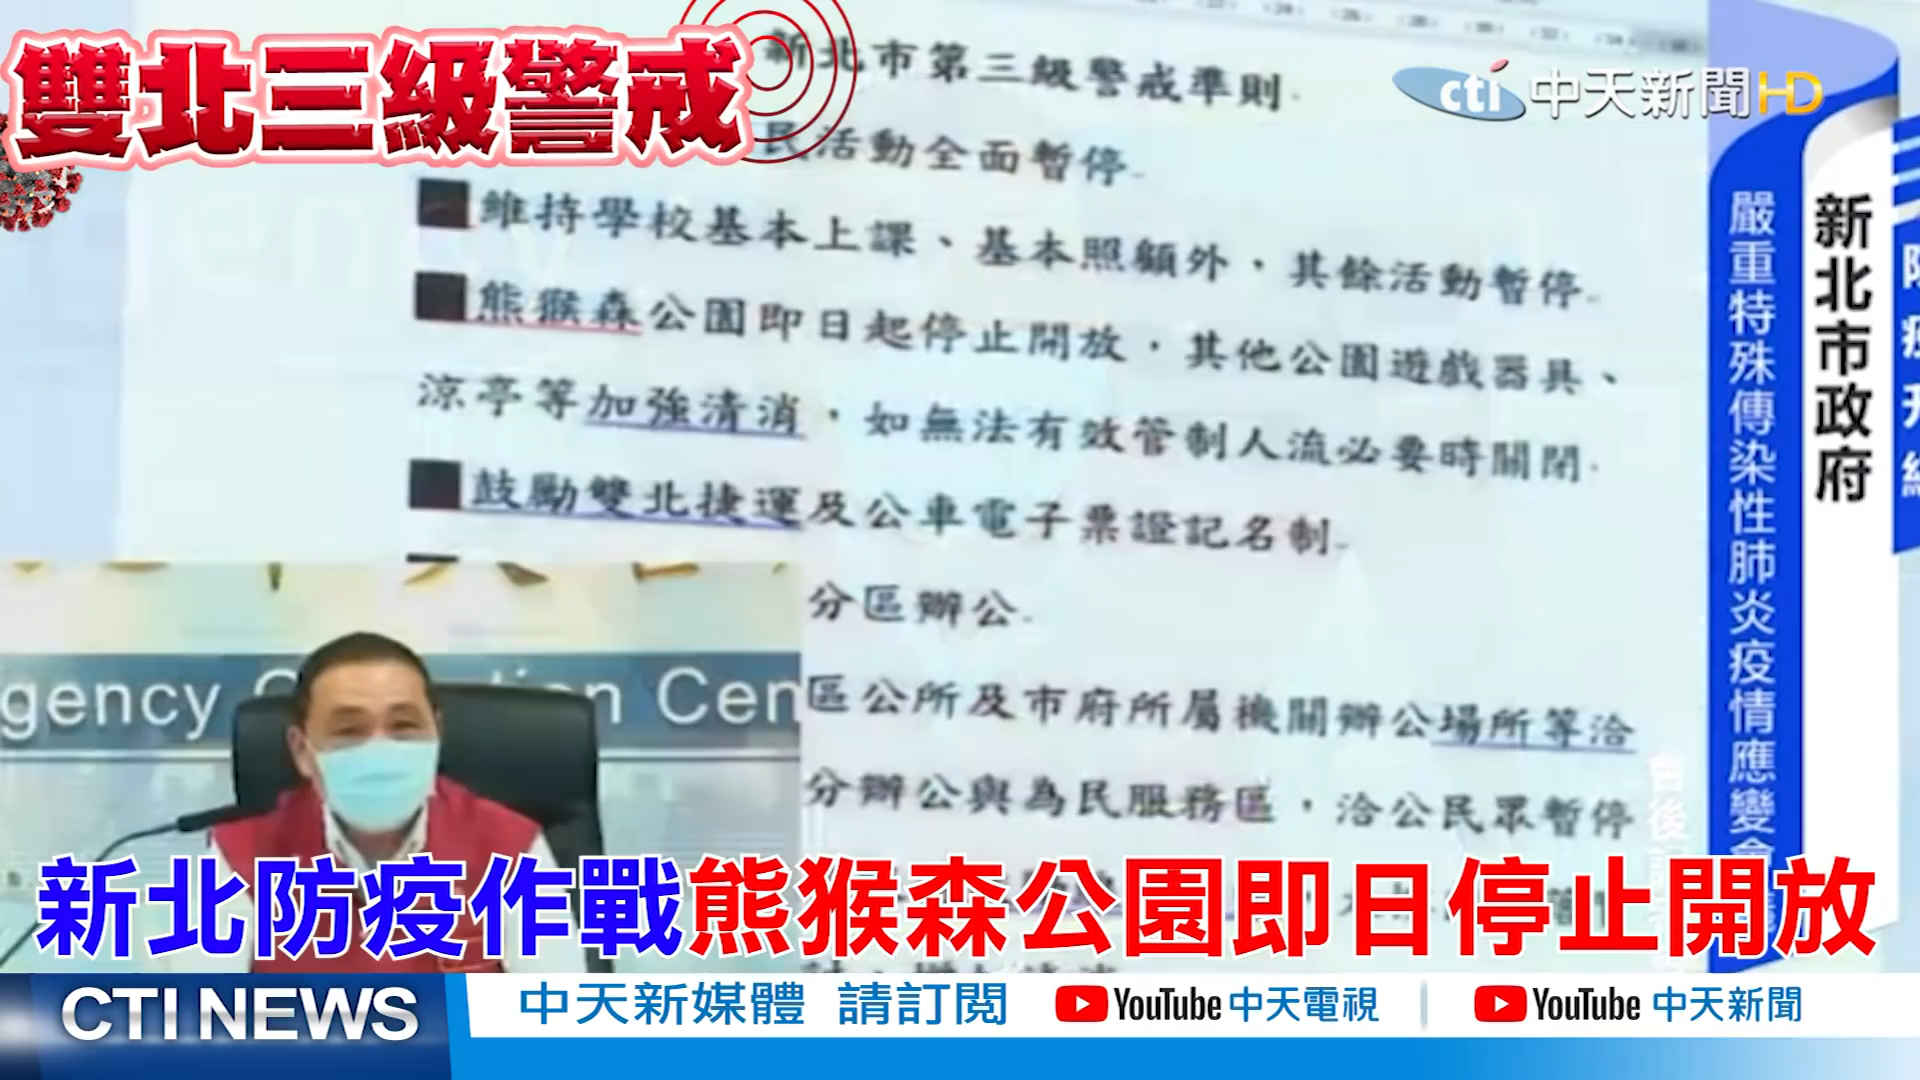 雙北三級警戒
新北市第三級警戒準則
cti 中天新聞HD
民活動全面暫停
維持學校基本上課、基本照顧外，其餘活動暫停
熊猴森公園即日起停止開放，其他公園遊戲器具、
涼亭等加強清消，如無法有效管制人流必要時關閉
鼓勵雙北捷運及公車電子票證記名制
分區辦公
區公所及市府所屬機關辦公場所等洽
分辦公與為民服務區，洽公民眾暫停
新北市政府
嚴重特殊傳染性肺炎疫情應變會
gency Cen
新北防疫作戰熊猴森公園即日停止開放
CTI NEWS
中天新媒體 請訂閱 YouTube 中天電視 | YouTube 中天新聞